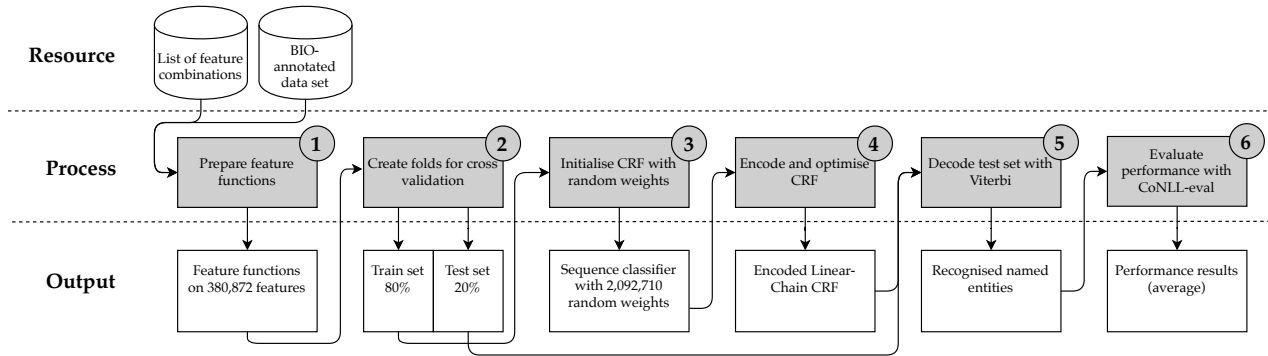 Resource
List of feature
combinations
BIO-
annotated
data set
Process
1
Prepare feature
functions
2
Create folds for cross
validation
3
Initialise CRF with
random weights
4
Encode and optimise
CRF
5
Decode test set with
Viterbi
6
Evaluate
performance with
CoNLL-eval
Output
Feature functions
on 380,872 features
Train set
80%
Test set
20%
Sequence classifier
with 2,092,710
random weights
Encoded Linear-
Chain CRF
Recognised named
entities
Performance results
(average)